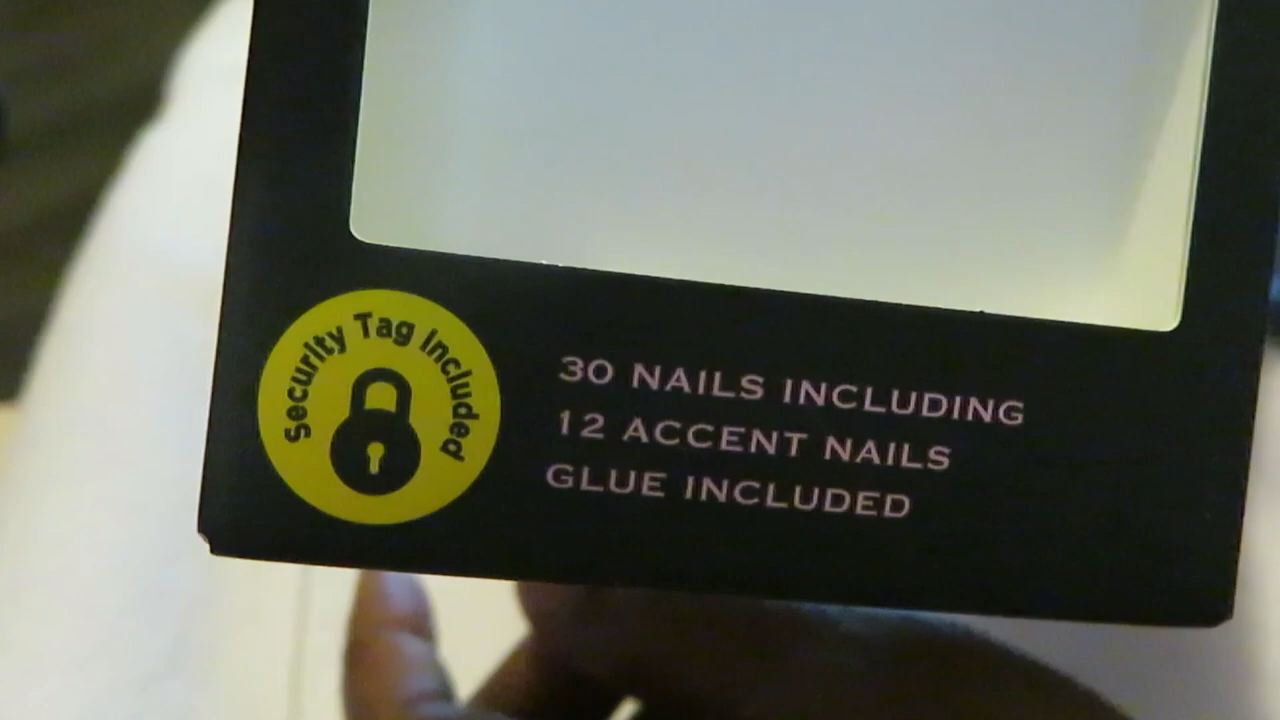 Security Tag Included
30 NAILS INCLUDING
12 ACCENT NAILS
GLUE INCLUDED